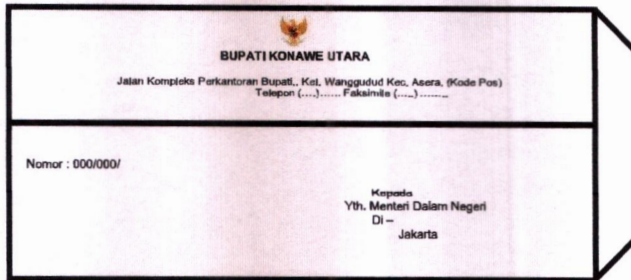 BUPATI KONAWE UTARA
Jalan Kompleks Perkantoran Bupati,. Kel. Wanggudud Kec. Asera, (Kode Pos)
Telepon (....)...... Faksimile (.....) ........
Nomor : 000/000/
Kepada
Yth. Menteri Dalam Negeri
Di –
Jakarta